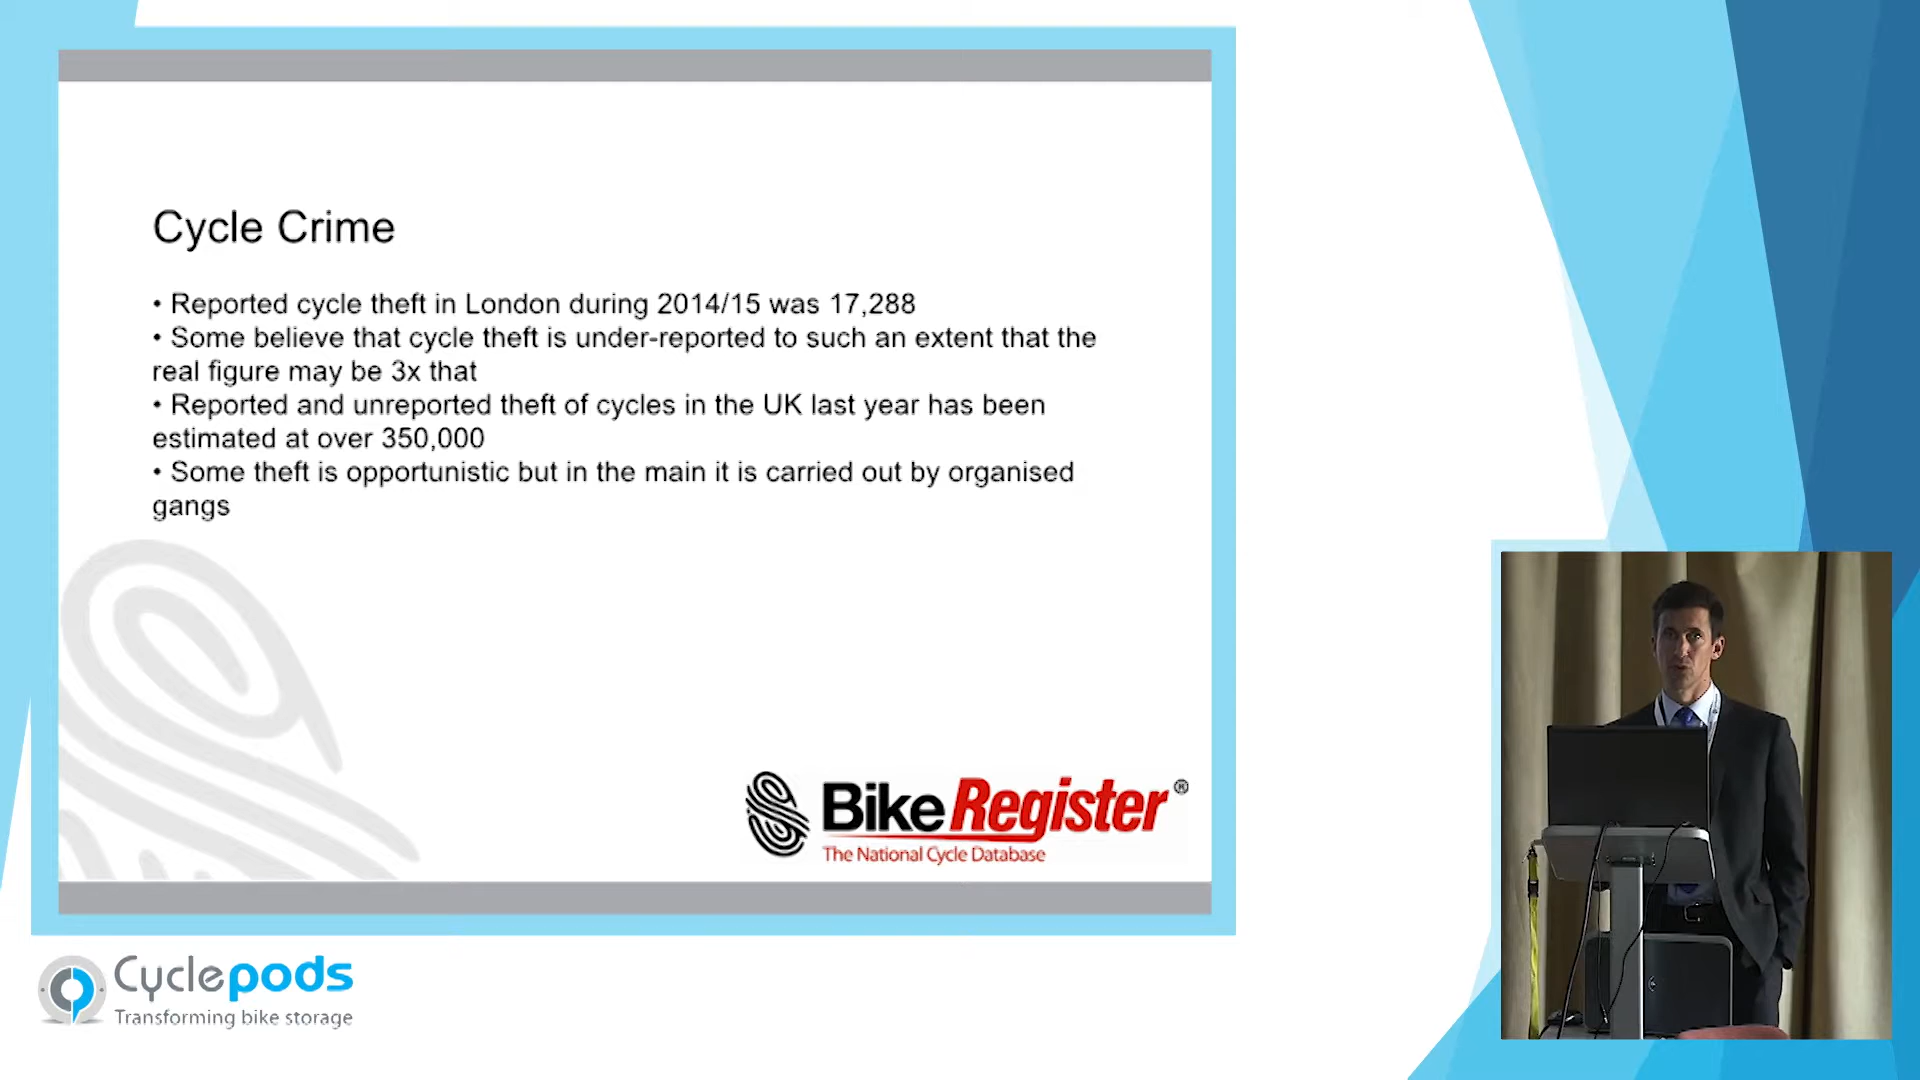 Cycle Crime
• Reported cycle theft in London during 2014/15 was 17,288
• Some believe that cycle theft is under-reported to such an extent that the
real figure may be 3x that
• Reported and unreported theft of cycles in the UK last year has been
estimated at over 350,000
• Some theft is opportunistic but in the main it is carried out by organised
gangs
BikeRegister®
The National Cycle Database
Cyclepods
Transforming bike storage